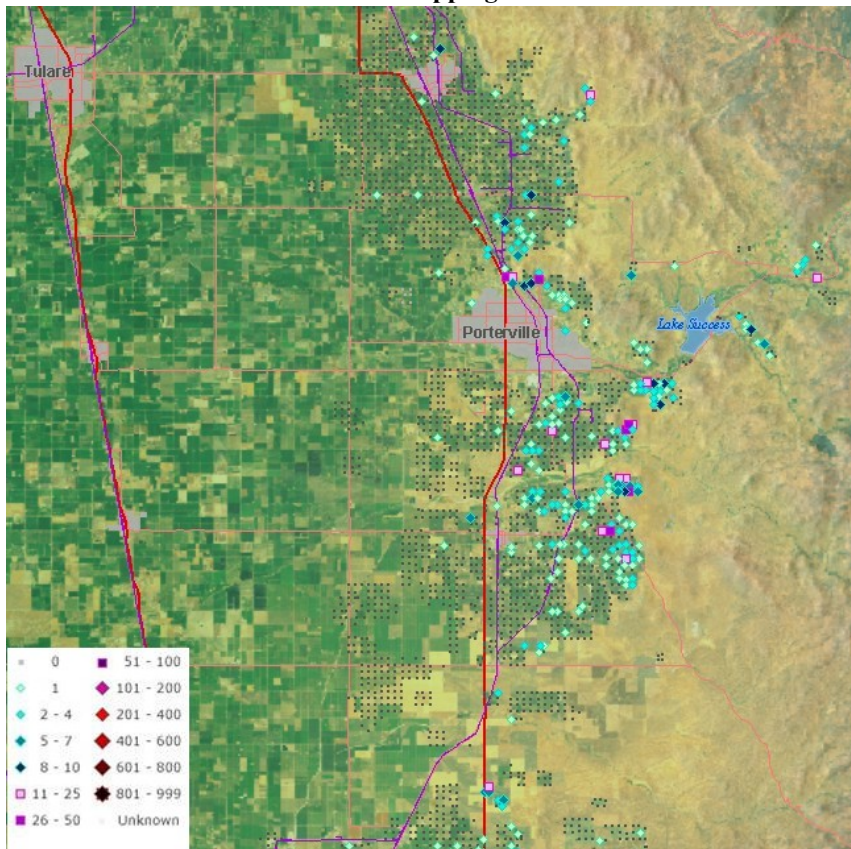 pping
Tulare
Porterville
Lake Success
0
1
2 - 4
5 - 7
8 - 10
11 - 25
26 - 50
51 - 100
101 - 200
201 - 400
401 - 600
601 - 800
801 - 999
Unknown